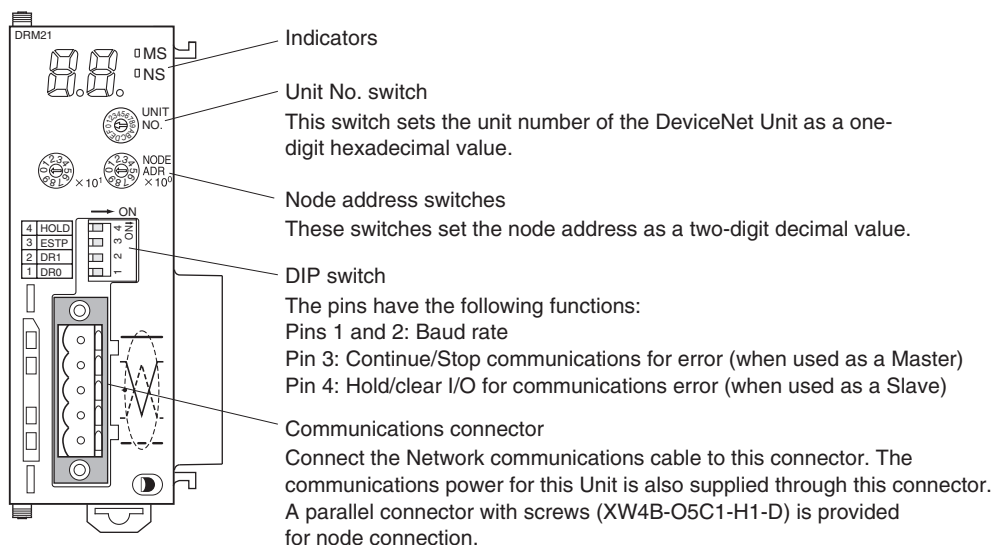 DRM21
MS
NS
Indicators
UNIT
NO.
Unit No. switch
This switch sets the unit number of the DeviceNet Unit as a one-
digit hexadecimal value.
×10¹
NODE
ADR
×10⁰
Node address switches
These switches set the node address as a two-digit decimal value.
ON
4 HOLD
3 ESTP
2 DR1
1 DR0
ON
4
3
2
1
DIP switch
The pins have the following functions:
Pins 1 and 2: Baud rate
Pin 3: Continue/Stop communications for error (when used as a Master)
Pin 4: Hold/clear I/O for communications error (when used as a Slave)
Communications connector
Connect the Network communications cable to this connector. The
communications power for this Unit is also supplied through this connector.
A parallel connector with screws (XW4B-O5C1-H1-D) is provided
for node connection.